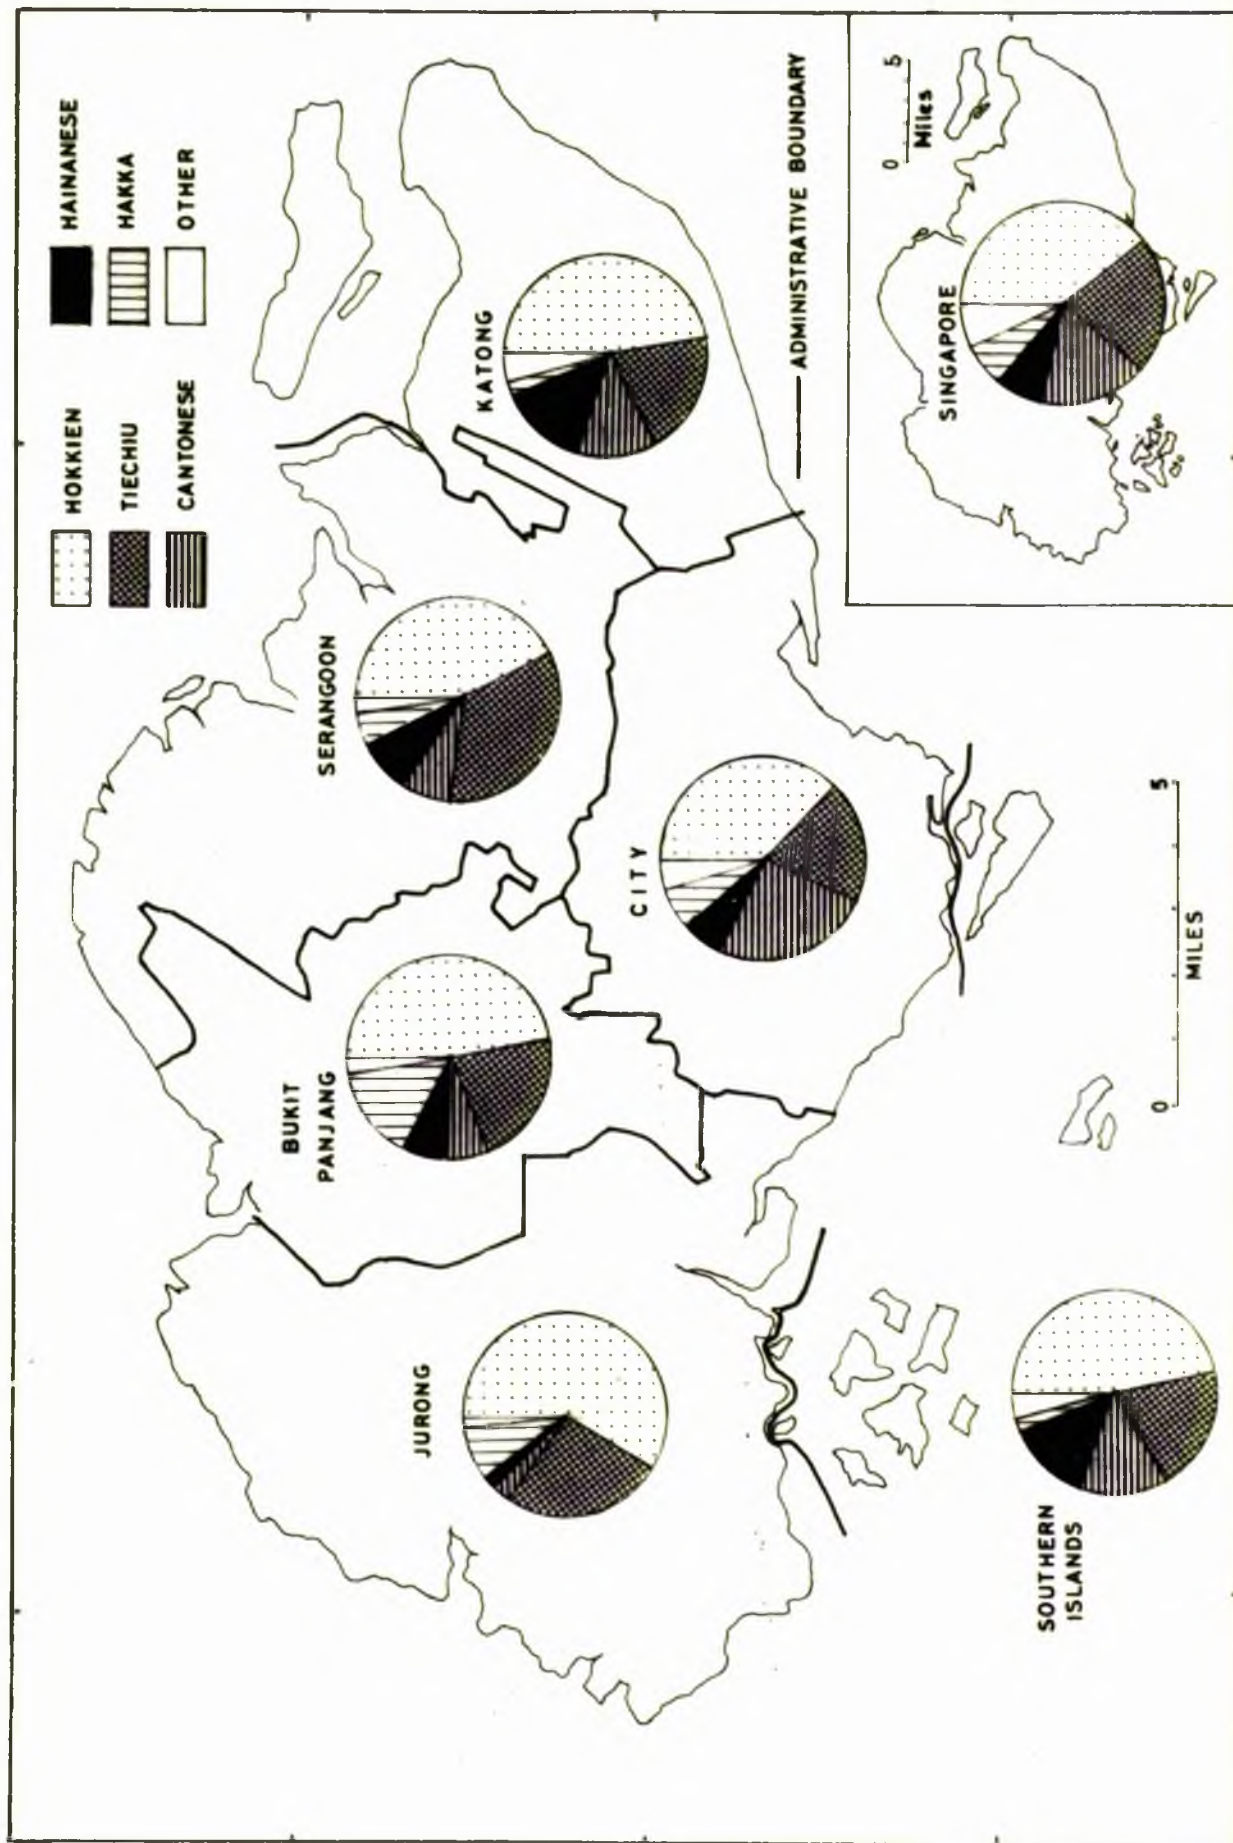 HOKKIEN
TIECHIU
CANTONESE
HAINANESE
HAKKA
OTHER
KATONG
SERANGOON
BUKIT
PANJANG
JURONG
CITY
SOUTHERN
ISLANDS
ADMINISTRATIVE BOUNDARY
0 5
MILES
SINGAPORE
0 5
Miles